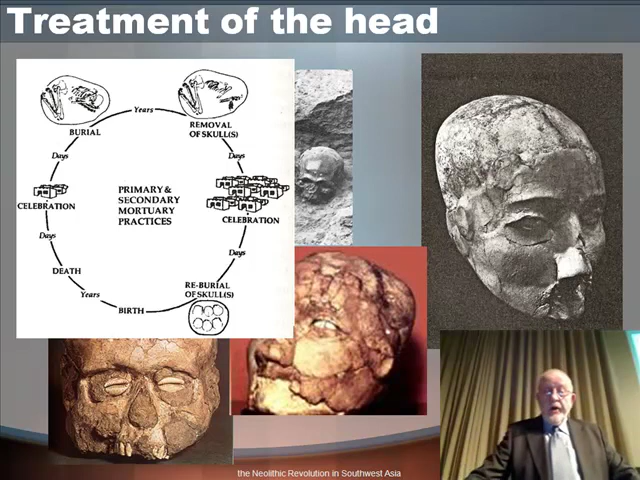 Treatment of the head
Years
BURIAL
REMOVAL
OF SKULL(S)
Days
Days
CELEBRATION
PRIMARY &
SECONDARY
MORTUARY
PRACTICES
CELEBRATION
Days
Days
DEATH
RE-BURIAL
OF SKULL(S)
Years
BIRTH
the Neolithic Revolution in Southwest Asia